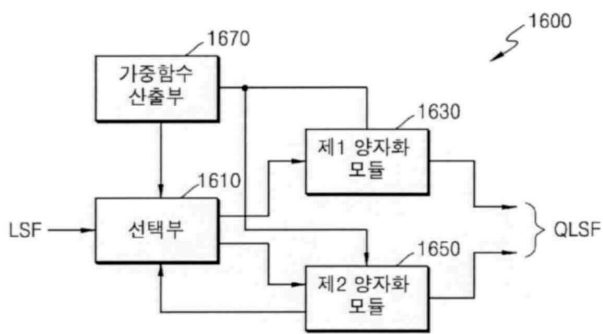 1670
1600
가중함수
산출부
1630
제1 양자화
모듈
1610
LSF
선택부
QLSF
1650
제2 양자화
모듈